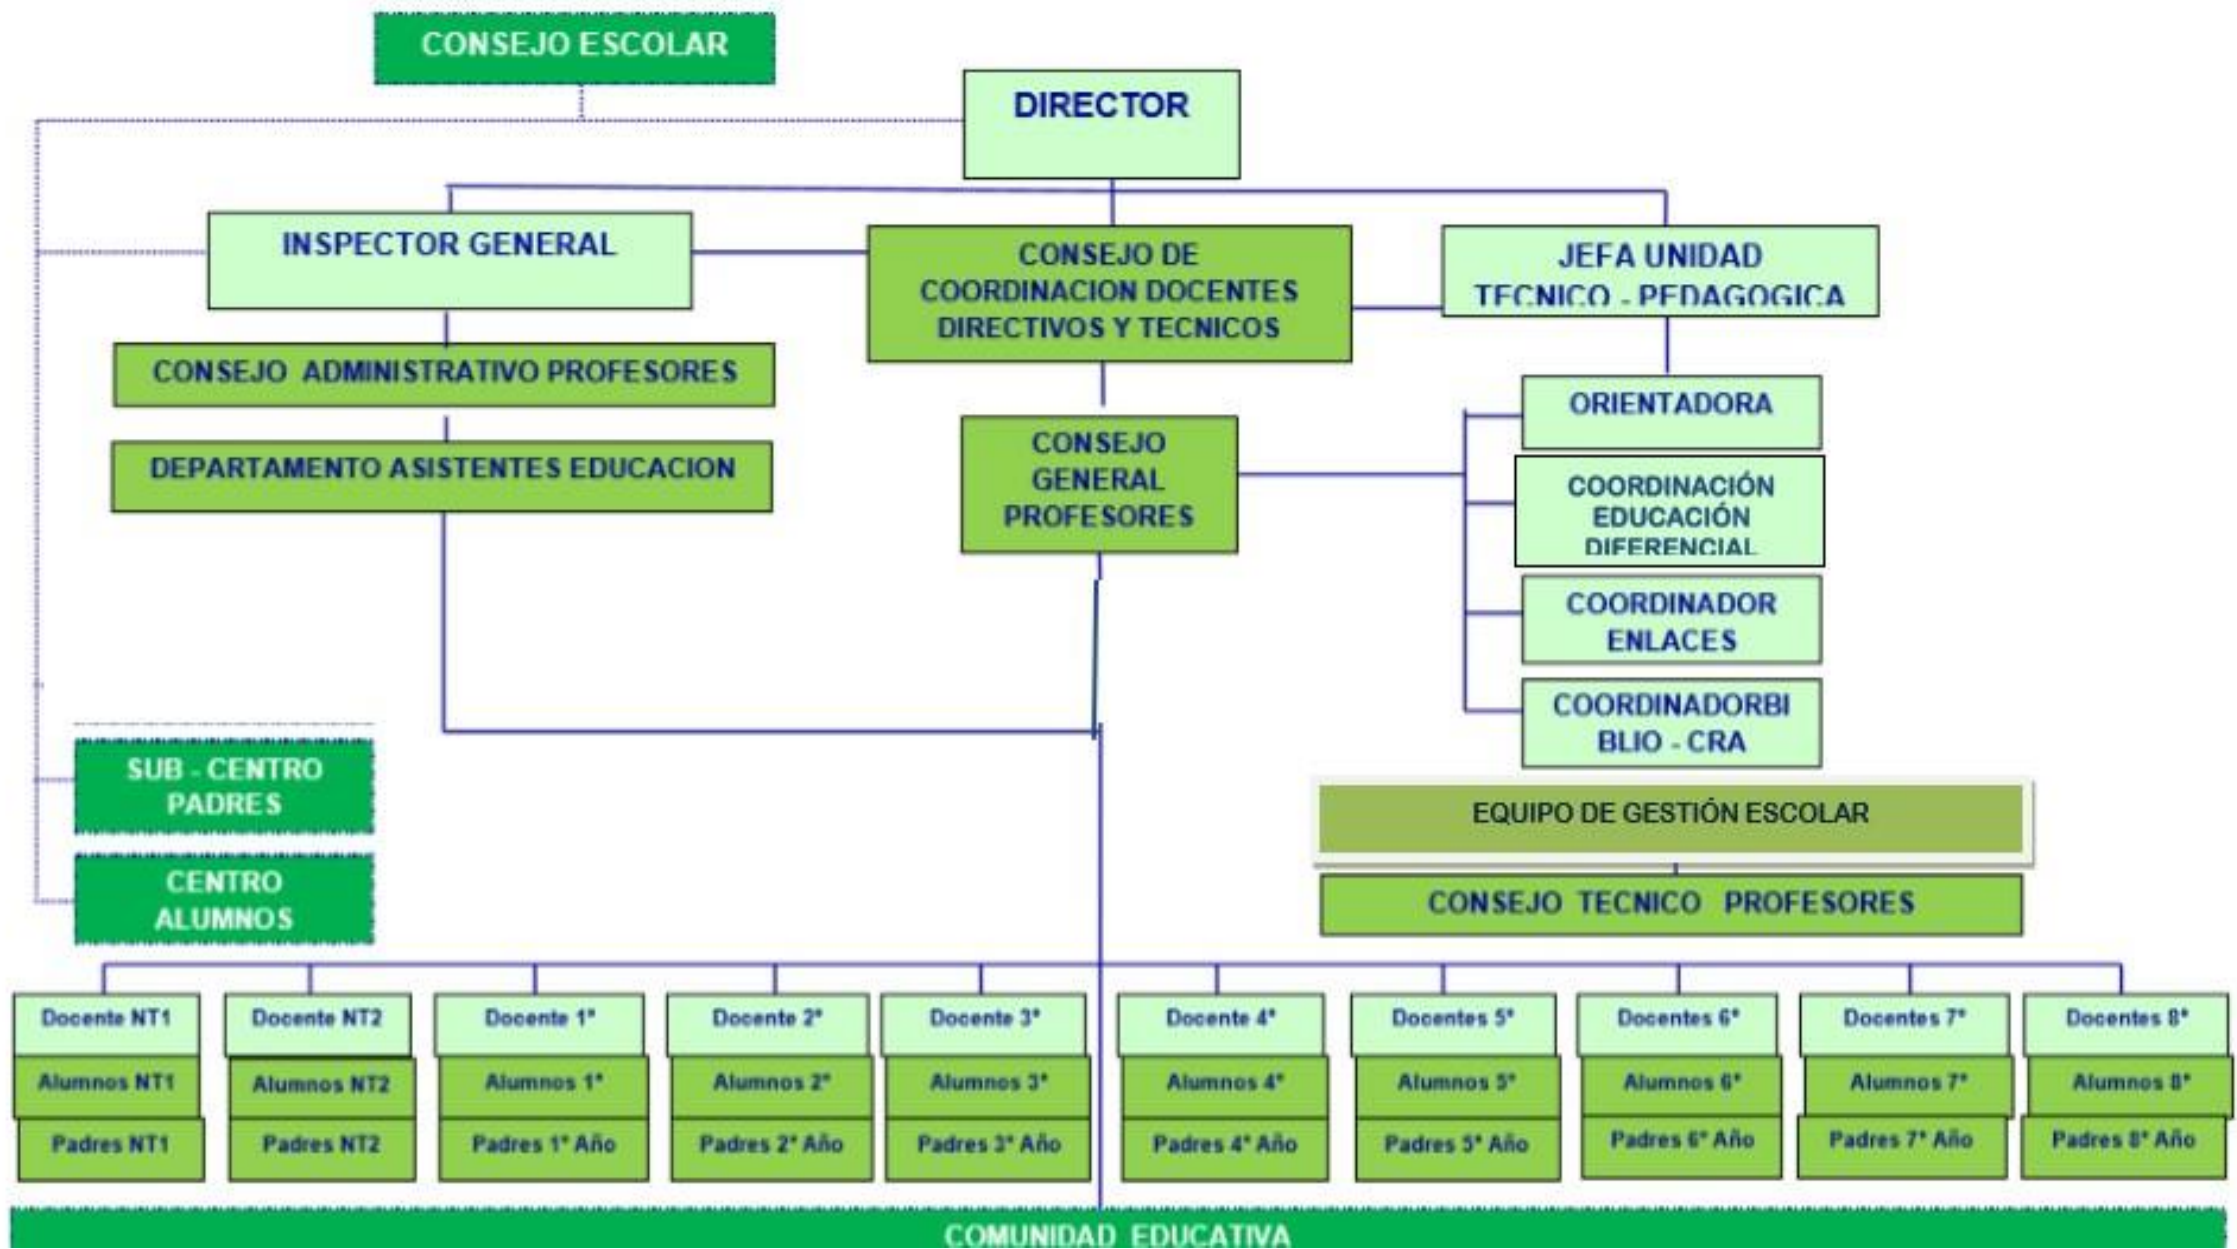 CONSEJO ESCOLAR
DIRECTOR
INSPECTOR GENERAL
CONSEJO DE
COORDINACION DOCENTES
DIRECTIVOS Y TECNICOS
JEFA UNIDAD
TECNICO - PEDAGOGICA
CONSEJO ADMINISTRATIVO PROFESORES
DEPARTAMENTO ASISTENTES EDUCACION
CONSEJO
GENERAL
PROFESORES
ORIENTADORA
COORDINACIÓN
EDUCACIÓN
DIFERENCIAL
COORDINADOR
ENLACES
COORDINADORBI
BLIO - CRA
SUB - CENTRO
PADRES
CENTRO
ALUMNOS
EQUIPO DE GESTIÓN ESCOLAR
CONSEJO TECNICO PROFESORES
Docente NT1
Docente NT2
Docente 1°
Docente 2°
Docente 3°
Docente 4°
Docentes 5°
Docentes 6°
Docentes 7°
Docentes 8°
Alumnos NT1
Alumnos NT2
Alumnos 1°
Alumnos 2°
Alumnos 3°
Alumnos 4°
Alumnos 5°
Alumnos 6°
Alumnos 7°
Alumnos 8°
Padres NT1
Padres NT2
Padres 1° Año
Padres 2° Año
Padres 3° Año
Padres 4° Año
Padres 5° Año
Padres 6° Año
Padres 7° Año
Padres 8° Año
COMUNIDAD EDUCATIVA